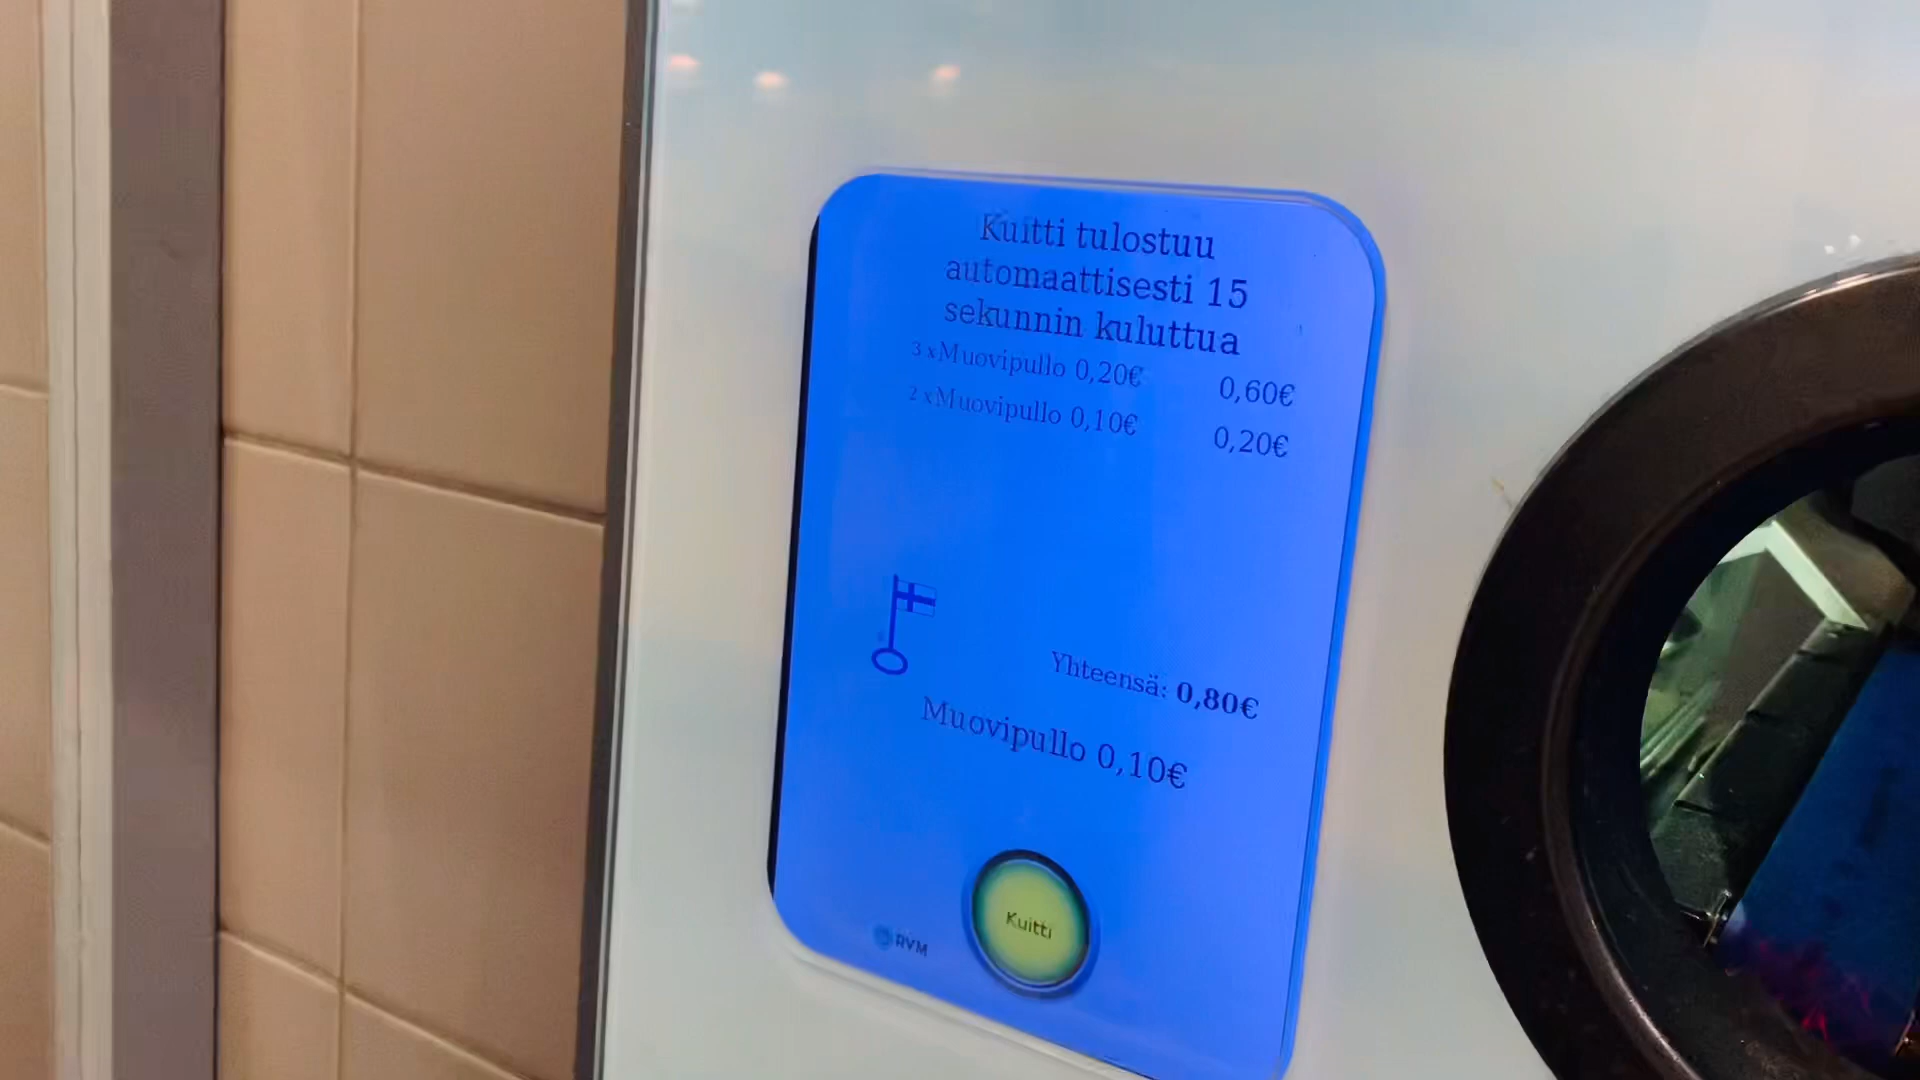 Kuitti tulostuu
automaattisesti 15
sekunnin kuluttua
3 x Muovipullo 0,20€ 0,60€
2 x Muovipullo 0,10€ 0,20€
Yhteensä: 0,80€
Muovipullo 0,10€
Kuitti
RVM